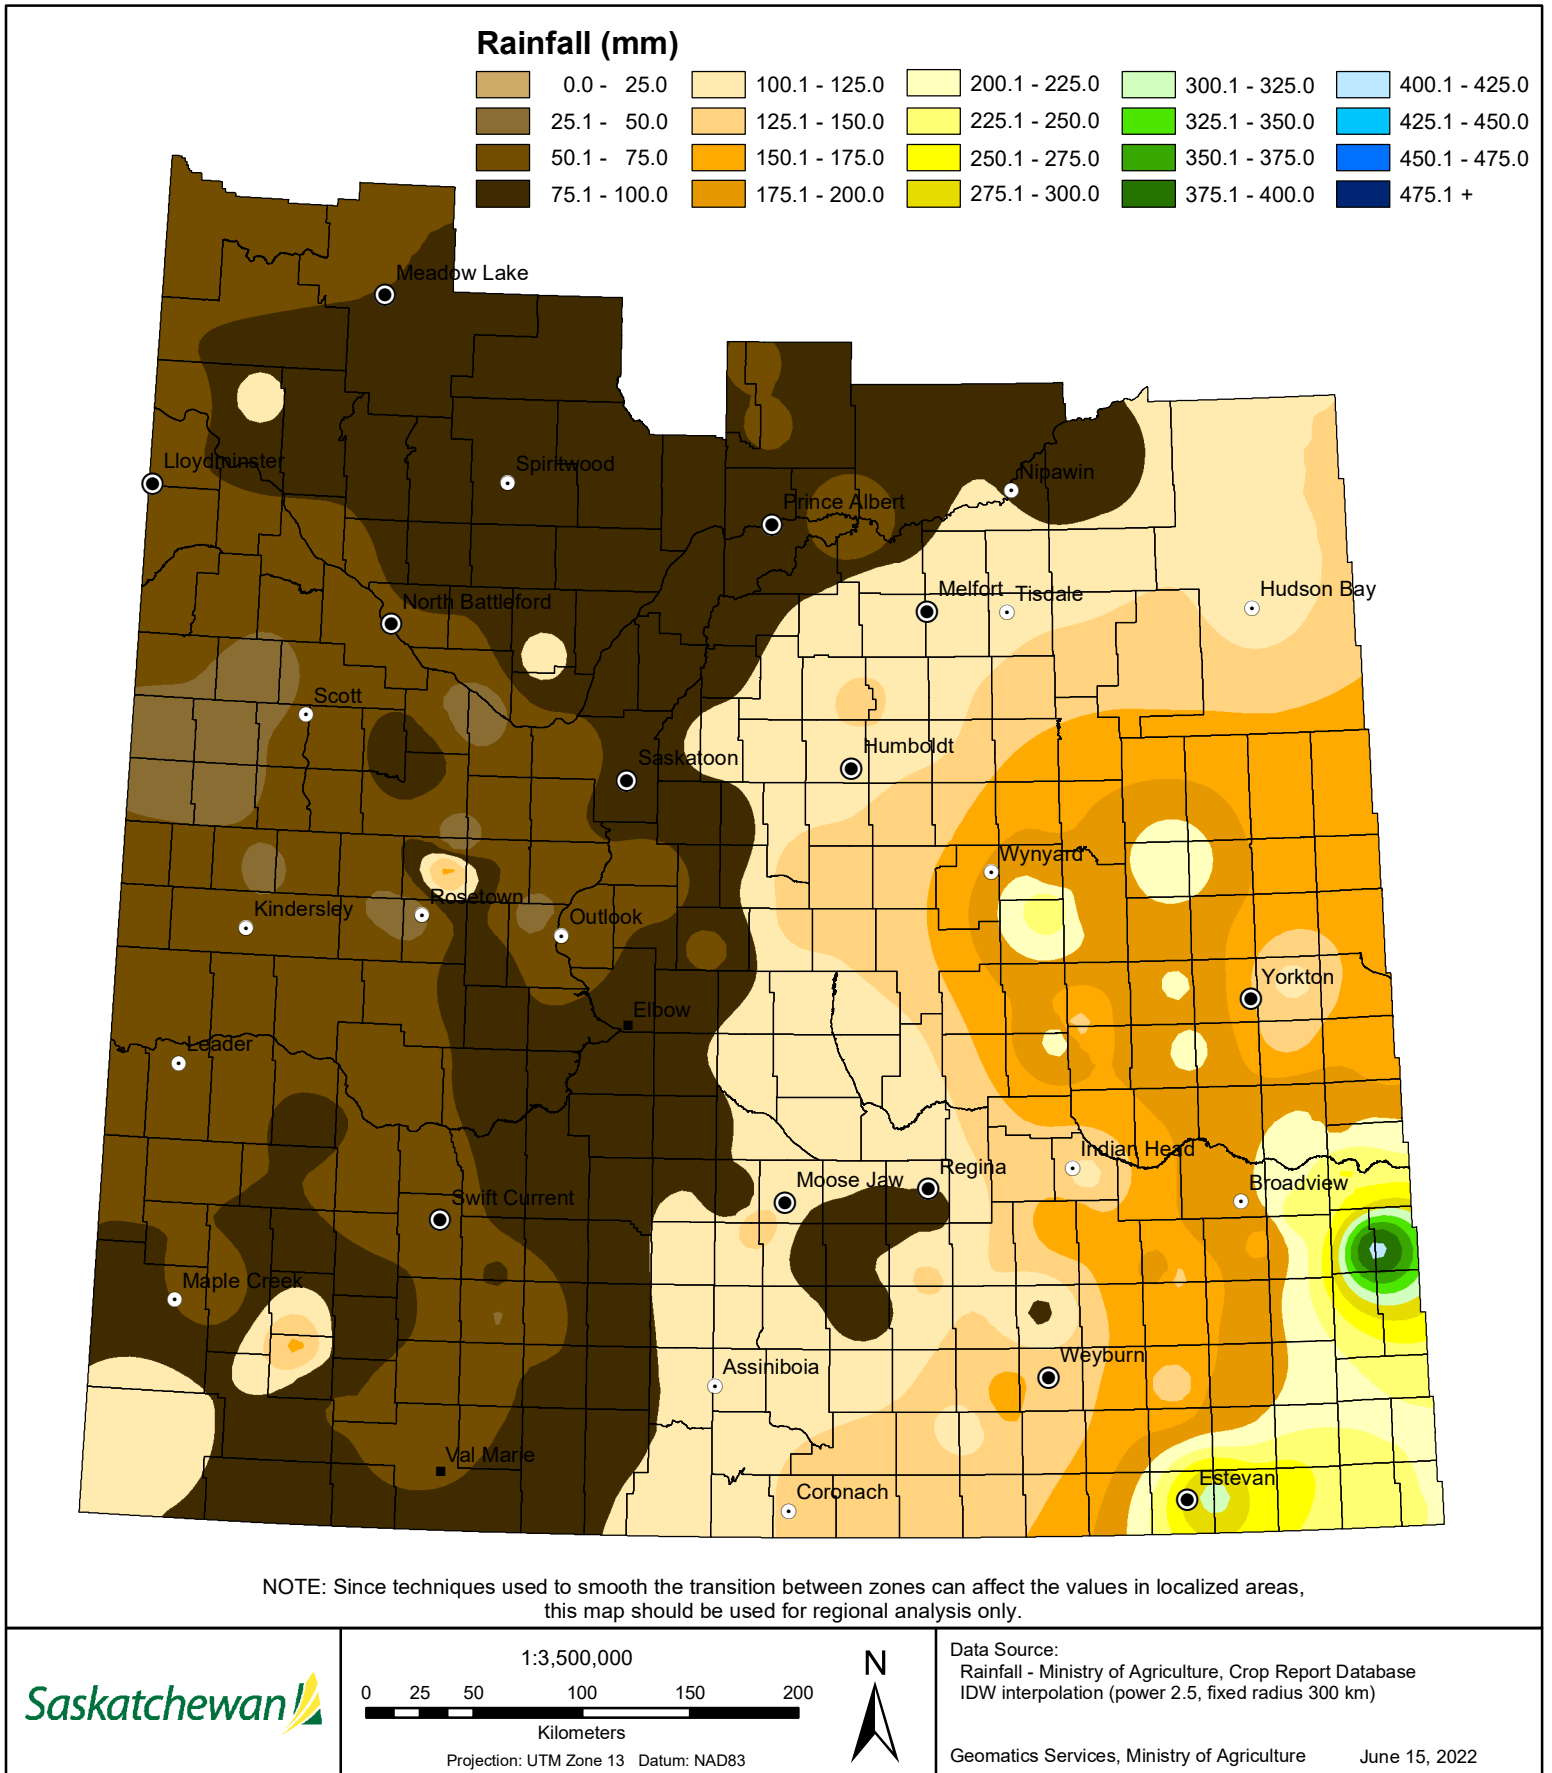 Rainfall (mm)
0.0 - 25.0
25.1 - 50.0
50.1 - 75.0
75.1 - 100.0
100.1 - 125.0
125.1 - 150.0
150.1 - 175.0
175.1 - 200.0
200.1 - 225.0
225.1 - 250.0
250.1 - 275.0
275.1 - 300.0
300.1 - 325.0
325.1 - 350.0
350.1 - 375.0
375.1 - 400.0
400.1 - 425.0
425.1 - 450.0
450.1 - 475.0
475.1 +
Meadow Lake
Lloydminster
Spiritwood
Nipawin
Prince Albert
Melfort
Tisdale
Hudson Bay
North Battleford
Scott
Humboldt
Saskatoon
Wynyard
Rosetown
Kindersley
Outlook
Yorkton
Elbow
Leader
Indian Head
Regina
Moose Jaw
Broadview
Swift Current
Maple Creek
Weyburn
Assiniboia
Val Marie
Estevan
Coronach
NOTE: Since techniques used to smooth the transition between zones can affect the values in localized areas,
this map should be used for regional analysis only.
Saskatchewan
1:3,500,000
0 25 50 100 150 200
Kilometers
Projection: UTM Zone 13 Datum: NAD83
N
Data Source:
Rainfall - Ministry of Agriculture, Crop Report Database
IDW interpolation (power 2.5, fixed radius 300 km)
Geomatics Services, Ministry of Agriculture June 15, 2022